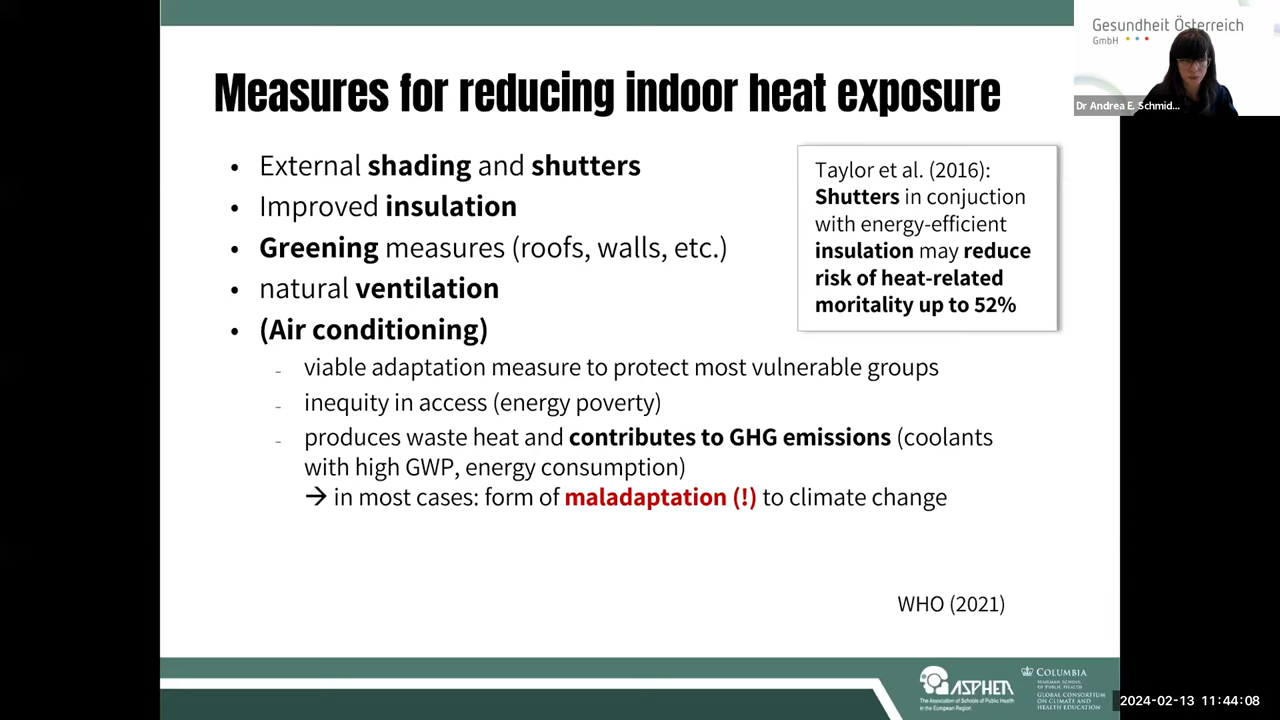 Gesundheit Österreich
GmbH
Dr Andrea E. Schmid...
Measures for reducing indoor heat exposure
• External shading and shutters
• Improved insulation
• Greening measures (roofs, walls, etc.)
• natural ventilation
• (Air conditioning)
- viable adaptation measure to protect most vulnerable groups
- inequity in access (energy poverty)
- produces waste heat and contributes to GHG emissions (coolants
with high GWP, energy consumption)
→ in most cases: form of maladaptation (!) to climate change
Taylor et al. (2016):
Shutters in conjuction
with energy-efficient
insulation may reduce
risk of heat-related
moritality up to 52%
WHO (2021)
ASPHER
The Association of Schools of Public Health
in the European Region
COLUMBIA
MAILMAN SCHOOL
OF PUBLIC HEALTH
GLOBAL CONSORTIUM
ON CLIMATE AND
HEALTH EDUCATION
2024-02-13 11:44:08